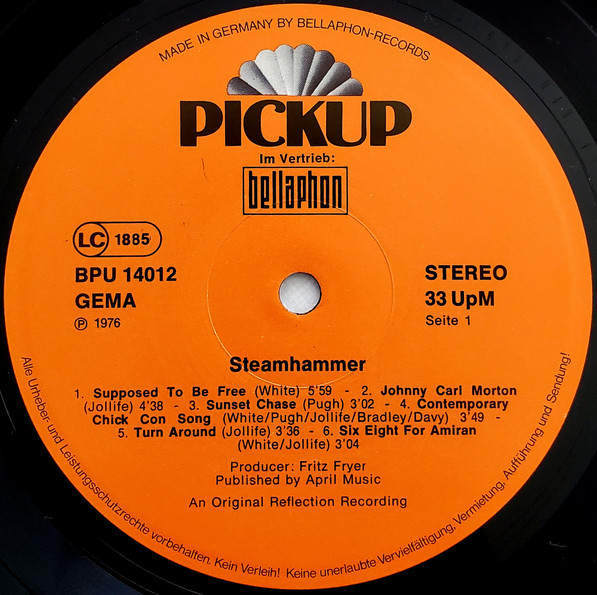 MADE IN GERMANY BY BELLAPHON-RECORDS
PICKUP
Im Vertrieb:
bellaphon
LC 1885
BPU 14012
GEMA
℗ 1976
STEREO
33 UpM
Seite 1
Steamhammer
1. Supposed To Be Free (White) 5'59 - 2. Johnny Carl Morton
(Jollife) 4'38 - 3. Sunset Chase (Pugh) 3'02 - 4. Contemporary
Chick Con Song (White/Pugh/Jollife/Bradley/Davy) 3'49 -
5. Turn Around (Jollife) 3'36 - 6. Six Eight For Amiran
(White/Jollife) 3'04
Producer: Fritz Fryer
Published by April Music
An Original Reflection Recording
Alle Urheber- und Leistungsschutzrechte vorbehalten. Kein Verleih! Keine unerlaubte Vervielfältigung, Vermietung, Aufführung und Sendung!